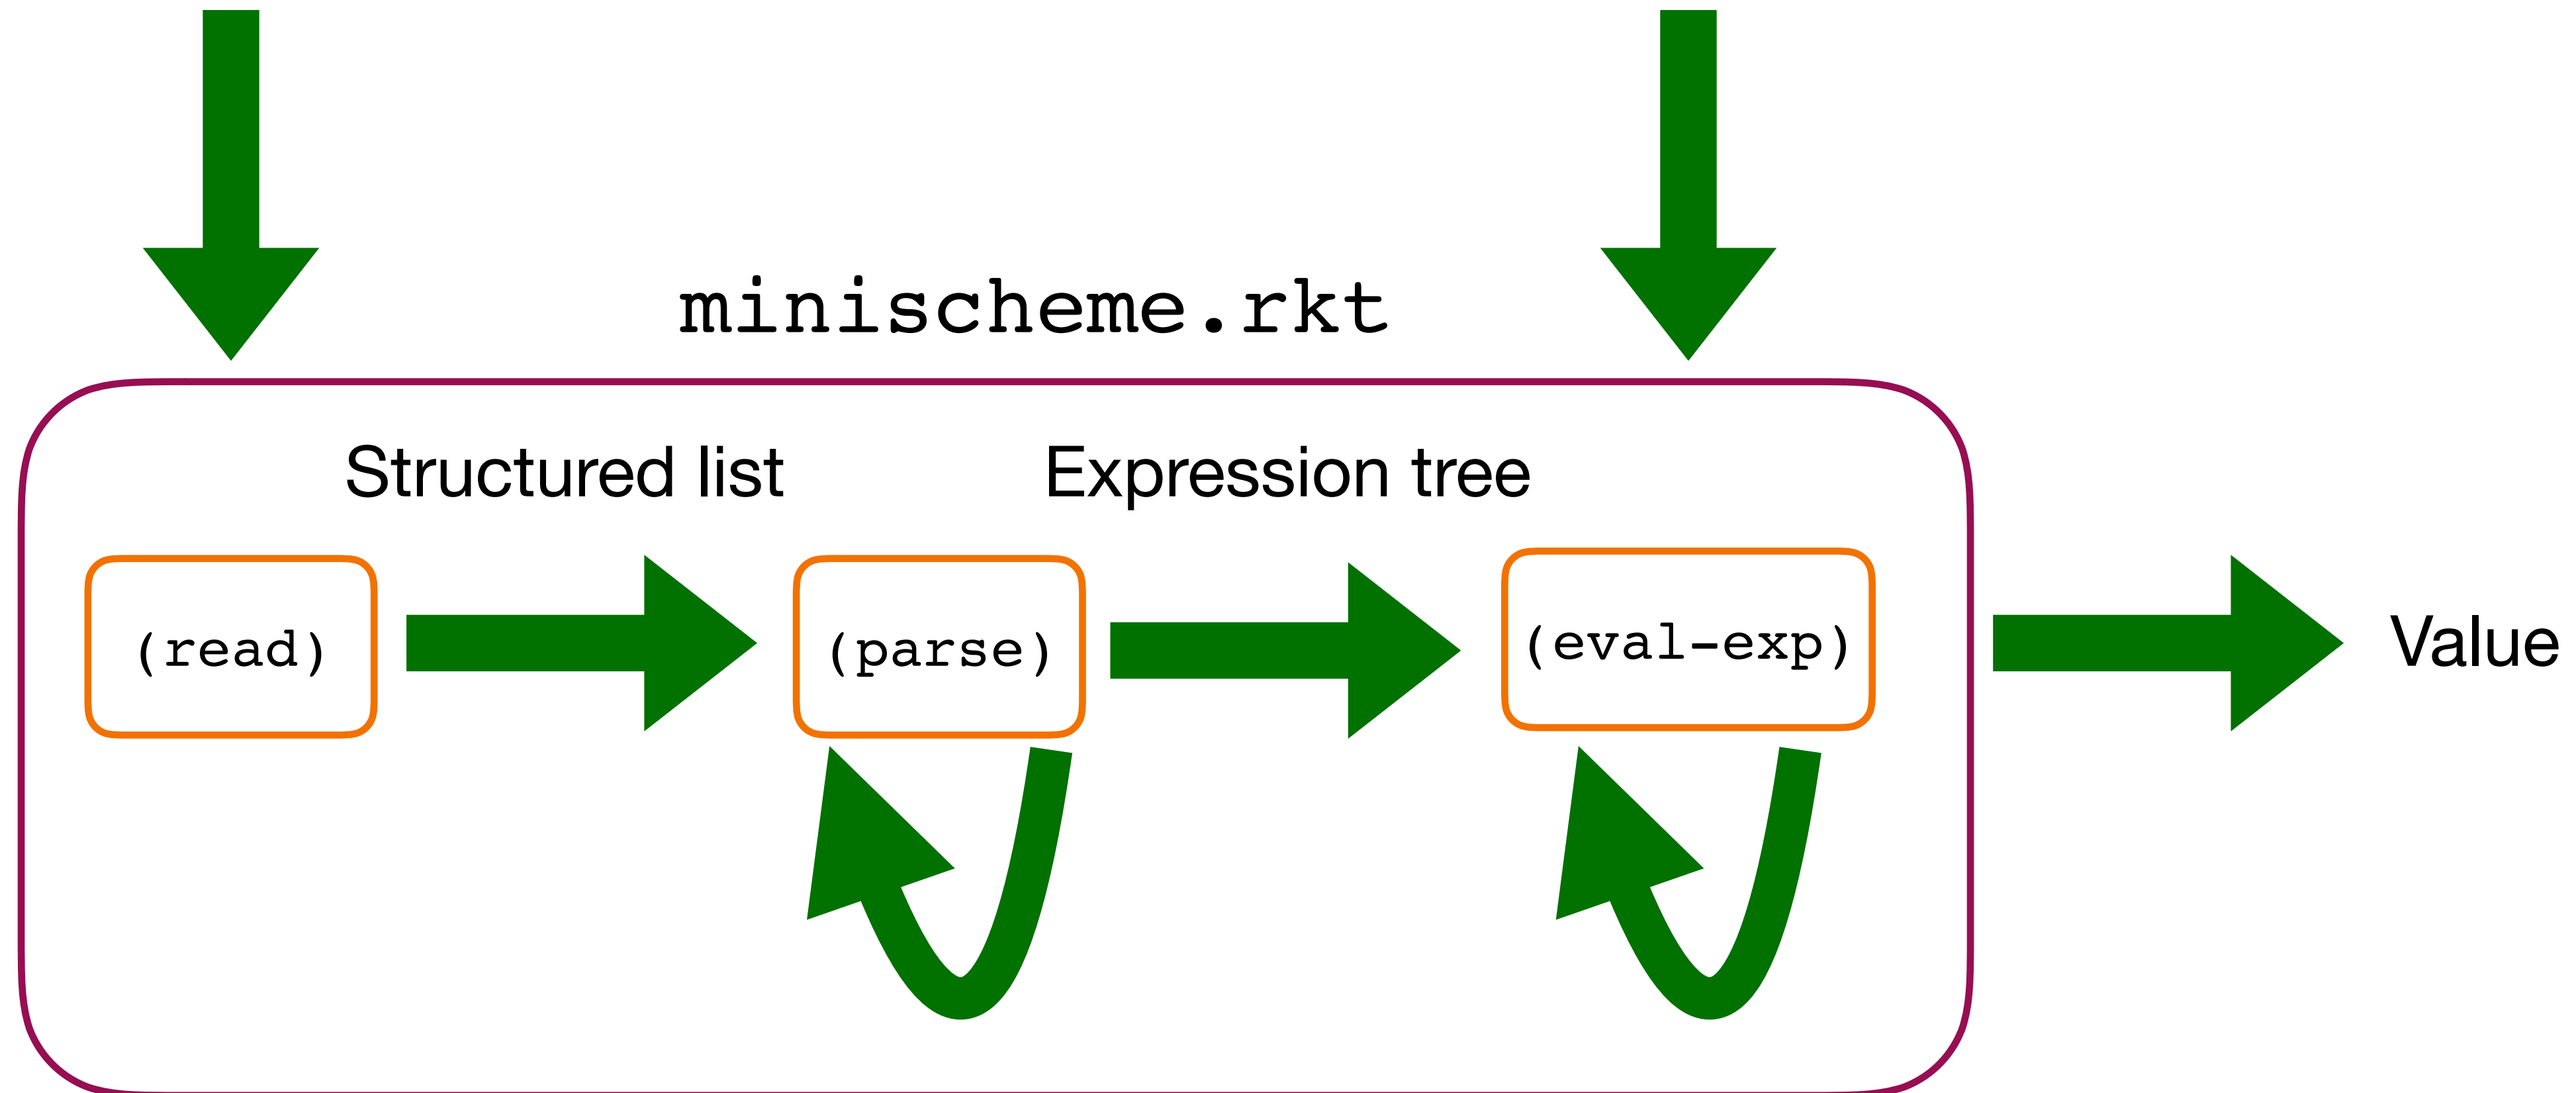 minischeme.rkt
Structured list
Expression tree
(read)
(parse)
(eval-exp)
Value